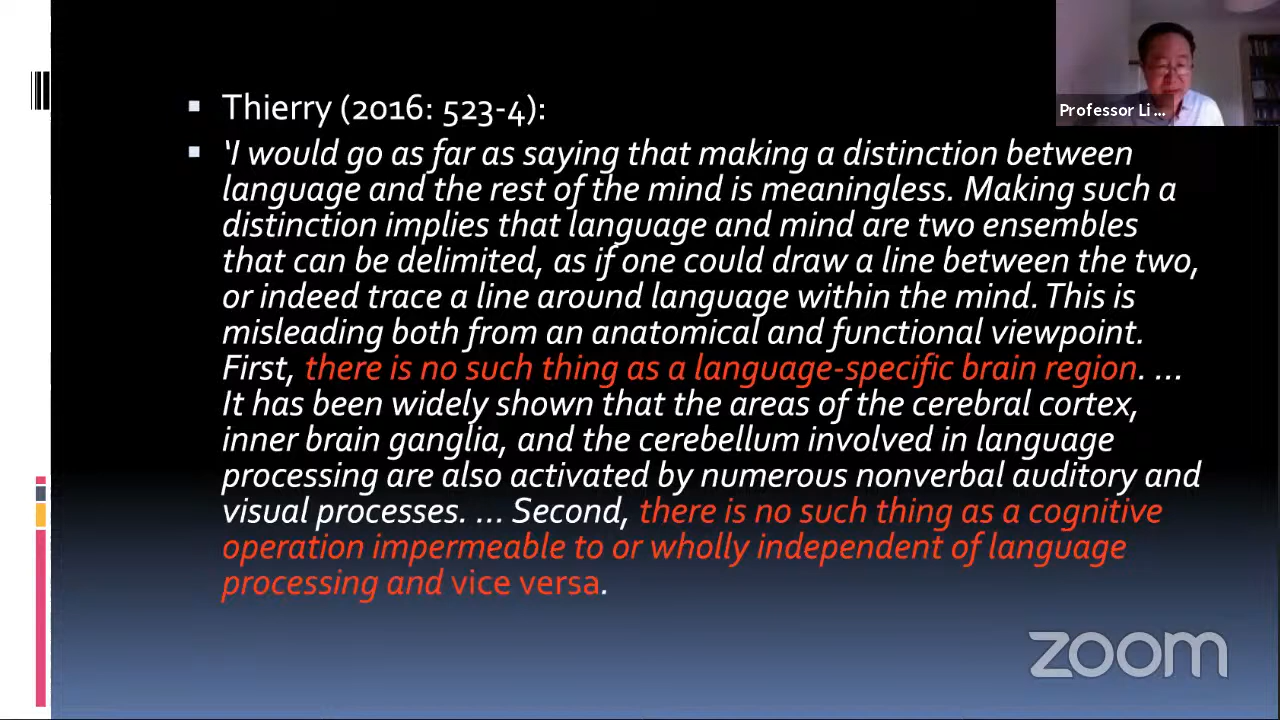 Professor Li ...
Thierry (2016: 523-4):
‘I would go as far as saying that making a distinction between
language and the rest of the mind is meaningless. Making such a
distinction implies that language and mind are two ensembles
that can be delimited, as if one could draw a line between the two,
or indeed trace a line around language within the mind. This is
misleading both from an anatomical and functional viewpoint.
First, there is no such thing as a language-specific brain region. …
It has been widely shown that the areas of the cerebral cortex,
inner brain ganglia, and the cerebellum involved in language
processing are also activated by numerous nonverbal auditory and
visual processes. … Second, there is no such thing as a cognitive
operation impermeable to or wholly independent of language
processing and vice versa.
zoom